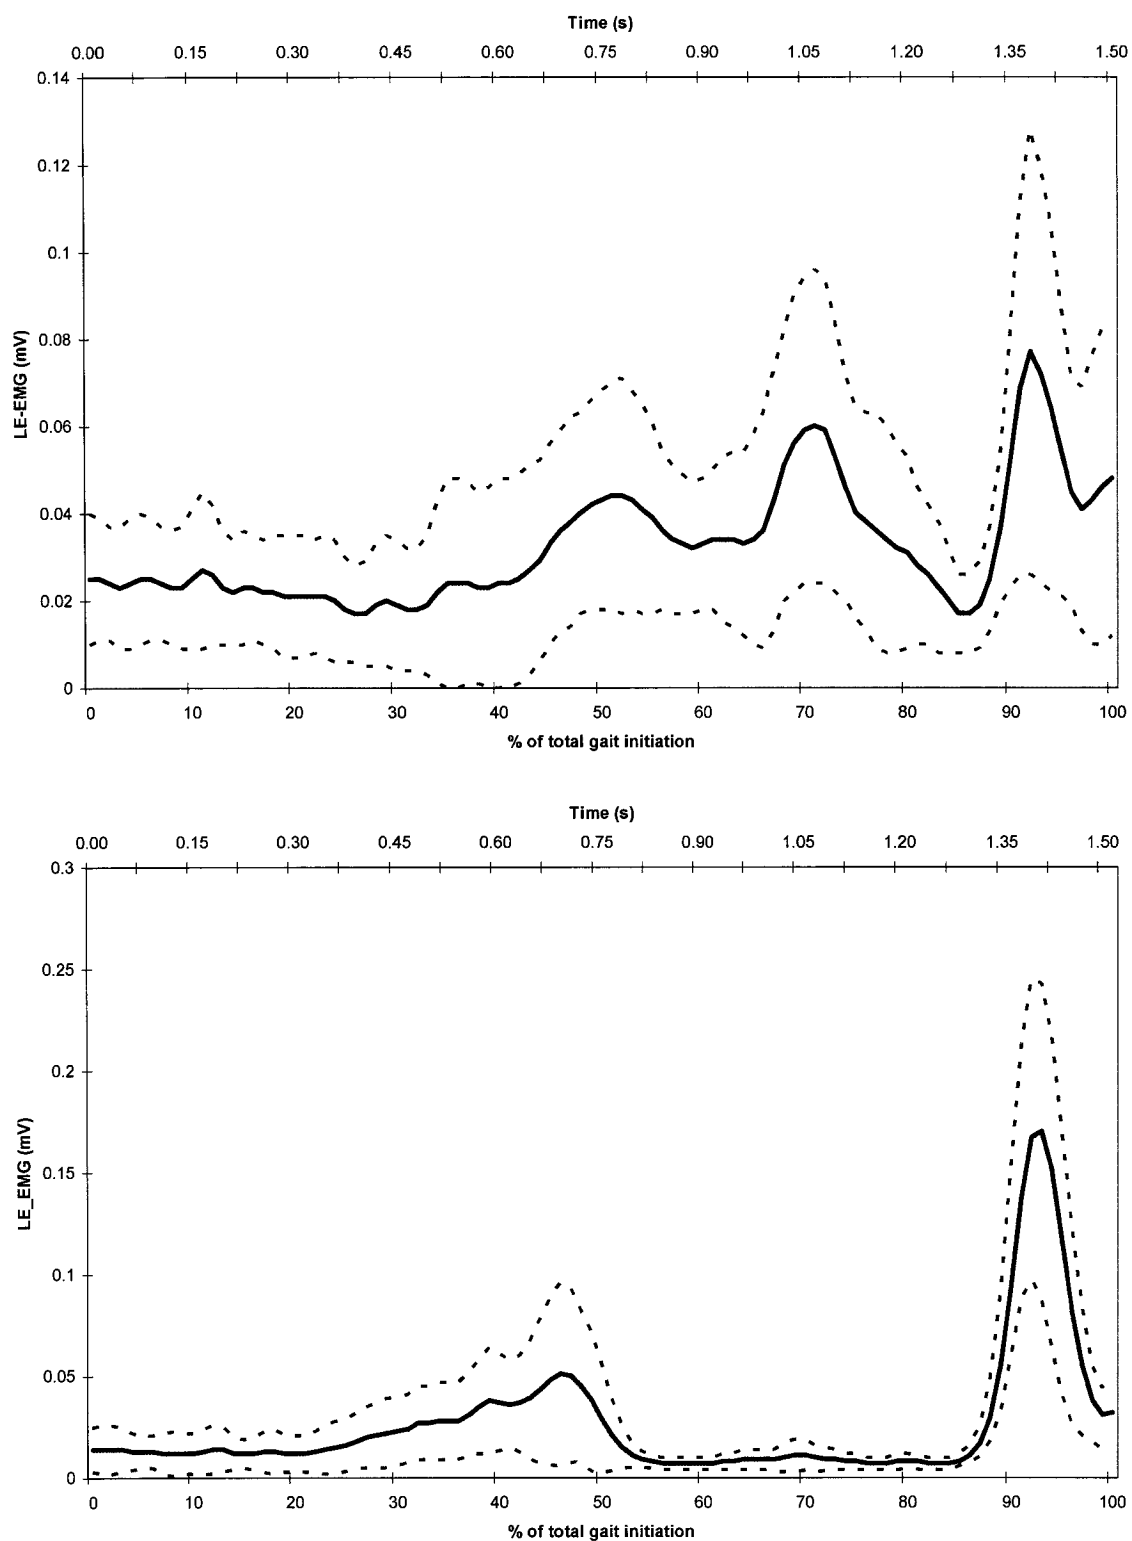 Time (s)
0.00 0.15 0.30 0.45 0.60 0.75 0.90 1.05 1.20 1.35 1.50
0.14
0.12
0.1
0.08
0.06
0.04
0.02
0
LE-EMG (mV)
0 10 20 30 40 50 60 70 80 90 100
% of total gait initiation
Time (s)
0.00 0.15 0.30 0.45 0.60 0.75 0.90 1.05 1.20 1.35 1.50
0.3
0.25
0.2
0.15
0.1
0.05
0
LE_EMG (mV)
0 10 20 30 40 50 60 70 80 90 100
% of total gait initiation